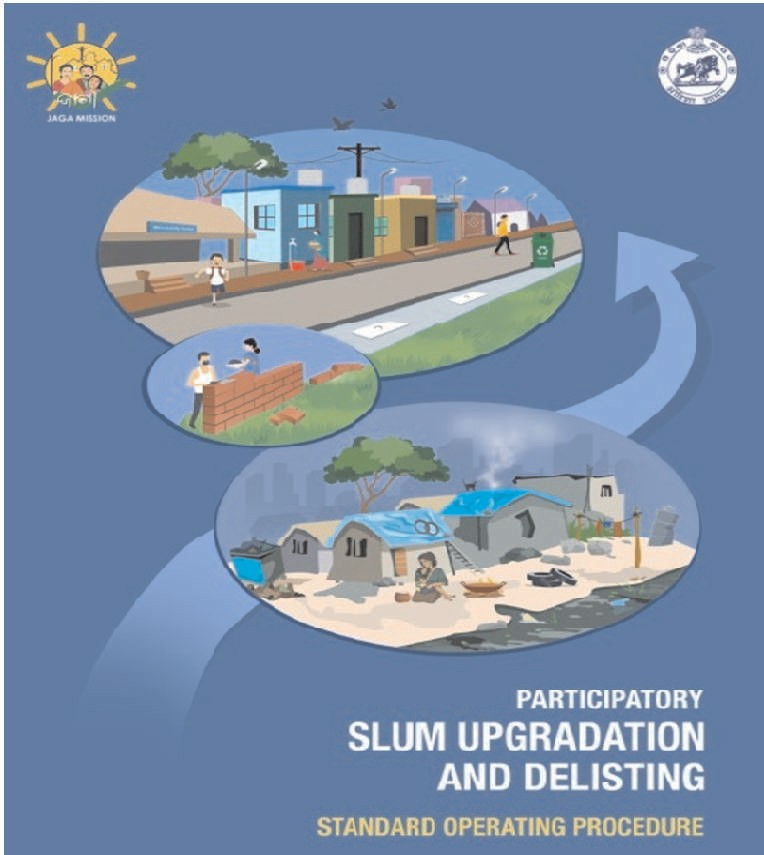 JAGA MISSION
PARTICIPATORY
SLUM UPGRADATION
AND DELISTING
STANDARD OPERATING PROCEDURE